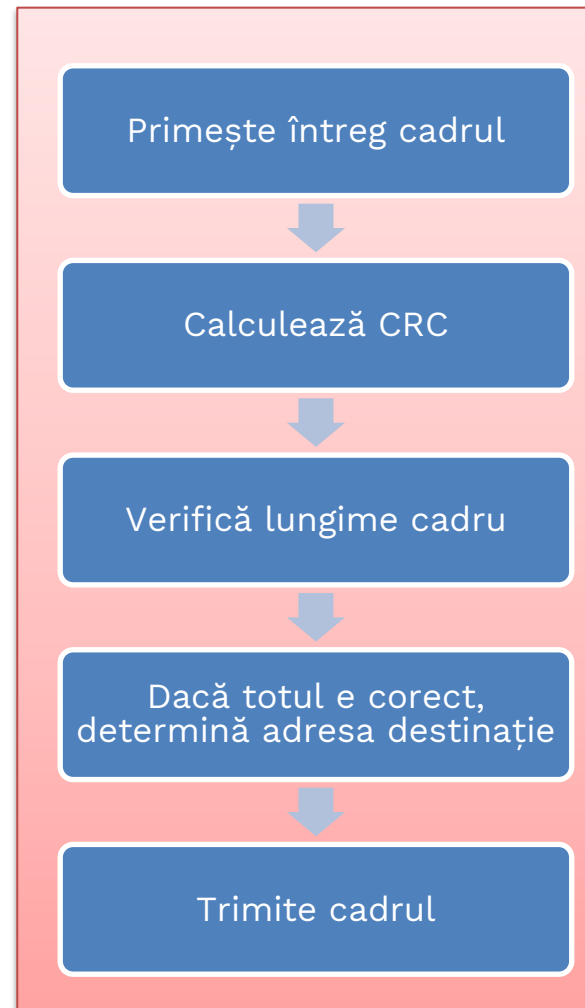 Primește întreg cadrul
Calculează CRC
Verifică lungime cadru
Dacă totul e corect,
determină adresa destinație
Trimite cadrul